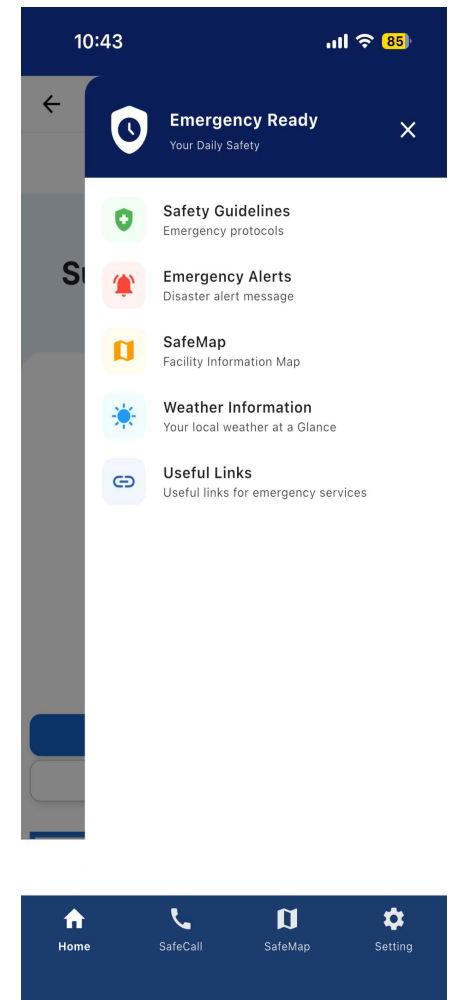 10:43
85
Emergency Ready
Your Daily Safety
Safety Guidelines
Emergency protocols
Emergency Alerts
Disaster alert message
SafeMap
Facility Information Map
Weather Information
Your local weather at a Glance
Useful Links
Useful links for emergency services
Home
SafeCall
SafeMap
Setting